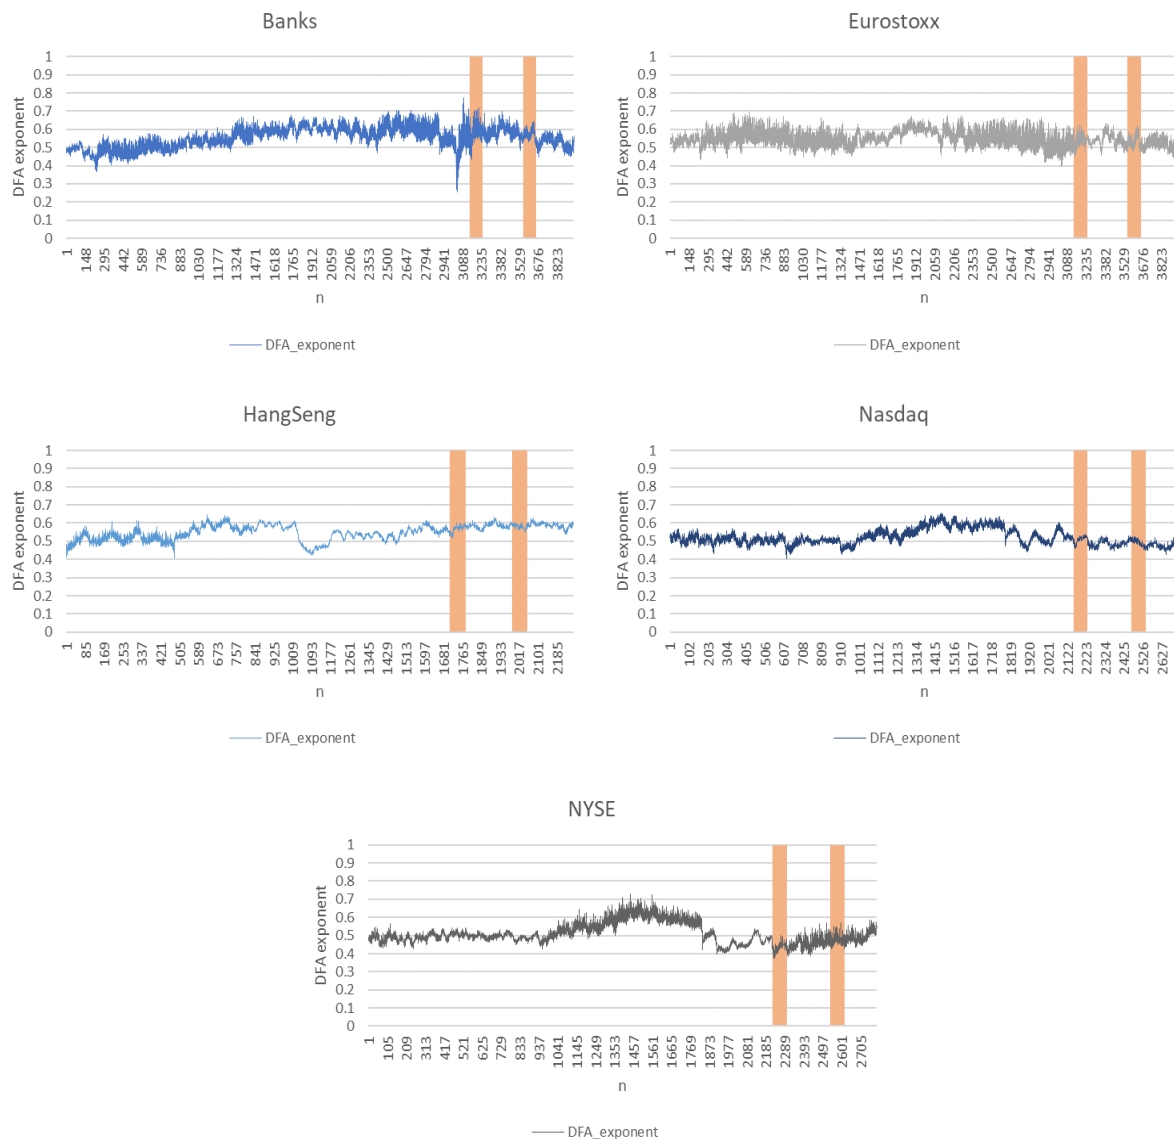 Banks
1
0.9
0.8
0.7
0.6
0.5
0.4
0.3
0.2
0.1
0
DFA exponent
1 148 295 442 589 736 883 1030 1177 1324 1471 1618 1765 1912 2059 2206 2353 2500 2647 2794 2941 3088 3235 3382 3529 3676 3823
n
DFA_exponent
Eurostoxx
1
0.9
0.8
0.7
0.6
0.5
0.4
0.3
0.2
0.1
0
DFA exponent
1 148 295 442 589 736 883 1030 1177 1324 1471 1618 1765 1912 2059 2206 2353 2500 2647 2794 2941 3088 3235 3382 3529 3676 3823
n
DFA_exponent
HangSeng
1
0.9
0.8
0.7
0.6
0.5
0.4
0.3
0.2
0.1
0
DFA exponent
1 85 169 253 337 421 505 589 673 757 841 925 1009 1093 1177 1261 1345 1429 1513 1597 1681 1765 1849 1933 2017 2101 2185
n
DFA_exponent
Nasdaq
1
0.9
0.8
0.7
0.6
0.5
0.4
0.3
0.2
0.1
0
DFA exponent
1 102 203 304 405 506 607 708 809 910 1011 1112 1213 1314 1415 1516 1617 1718 1819 1920 2021 2122 2223 2324 2425 2526 2627
n
DFA_exponent
NYSE
1
0.9
0.8
0.7
0.6
0.5
0.4
0.3
0.2
0.1
0
DFA exponent
1 105 209 313 417 521 625 729 833 937 1041 1145 1249 1353 1457 1561 1665 1769 1873 1977 2081 2185 2289 2393 2497 2601 2705
n
DFA_exponent